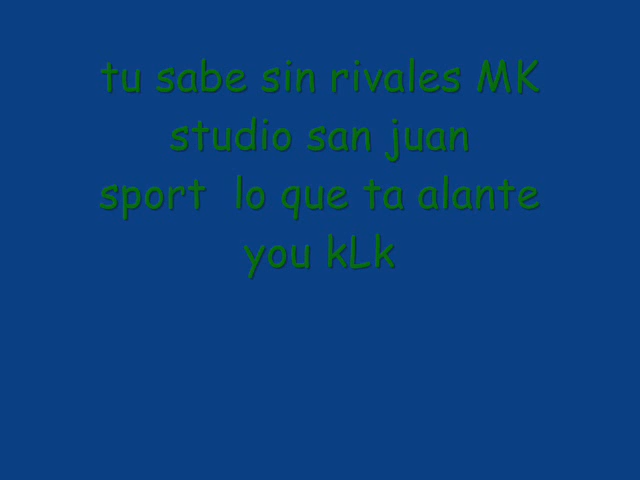 tu sabe sin rivales MK
studio san juan
sport  lo que ta alante
you kLk